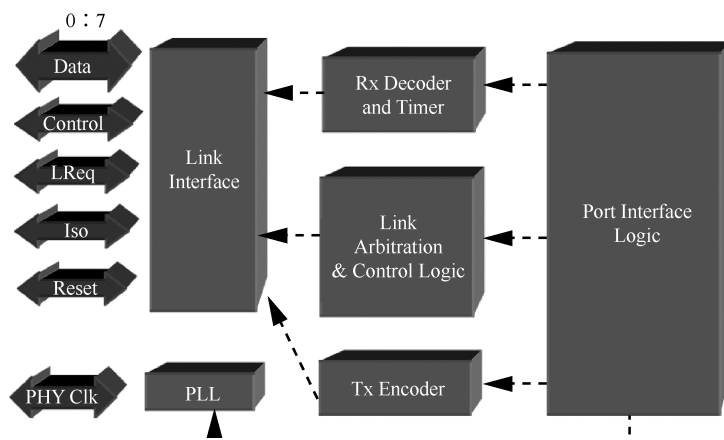 0 : 7
Data
Control
LReq
Iso
Reset
PHY Clk
Link
Interface
PLL
Rx Decoder
and Timer
Link
Arbitration
& Control Logic
Tx Encoder
Port Interface
Logic